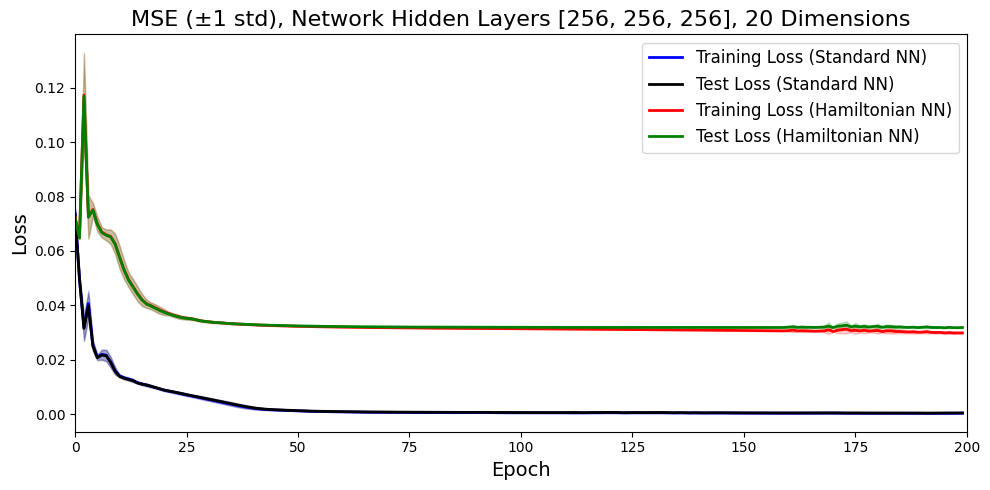 MSE (±1 std), Network Hidden Layers [256, 256, 256], 20 Dimensions
Training Loss (Standard NN)
Test Loss (Standard NN)
Training Loss (Hamiltonian NN)
Test Loss (Hamiltonian NN)
Loss
0.12
0.10
0.08
0.06
0.04
0.02
0.00
0 25 50 75 100 125 150 175 200
Epoch